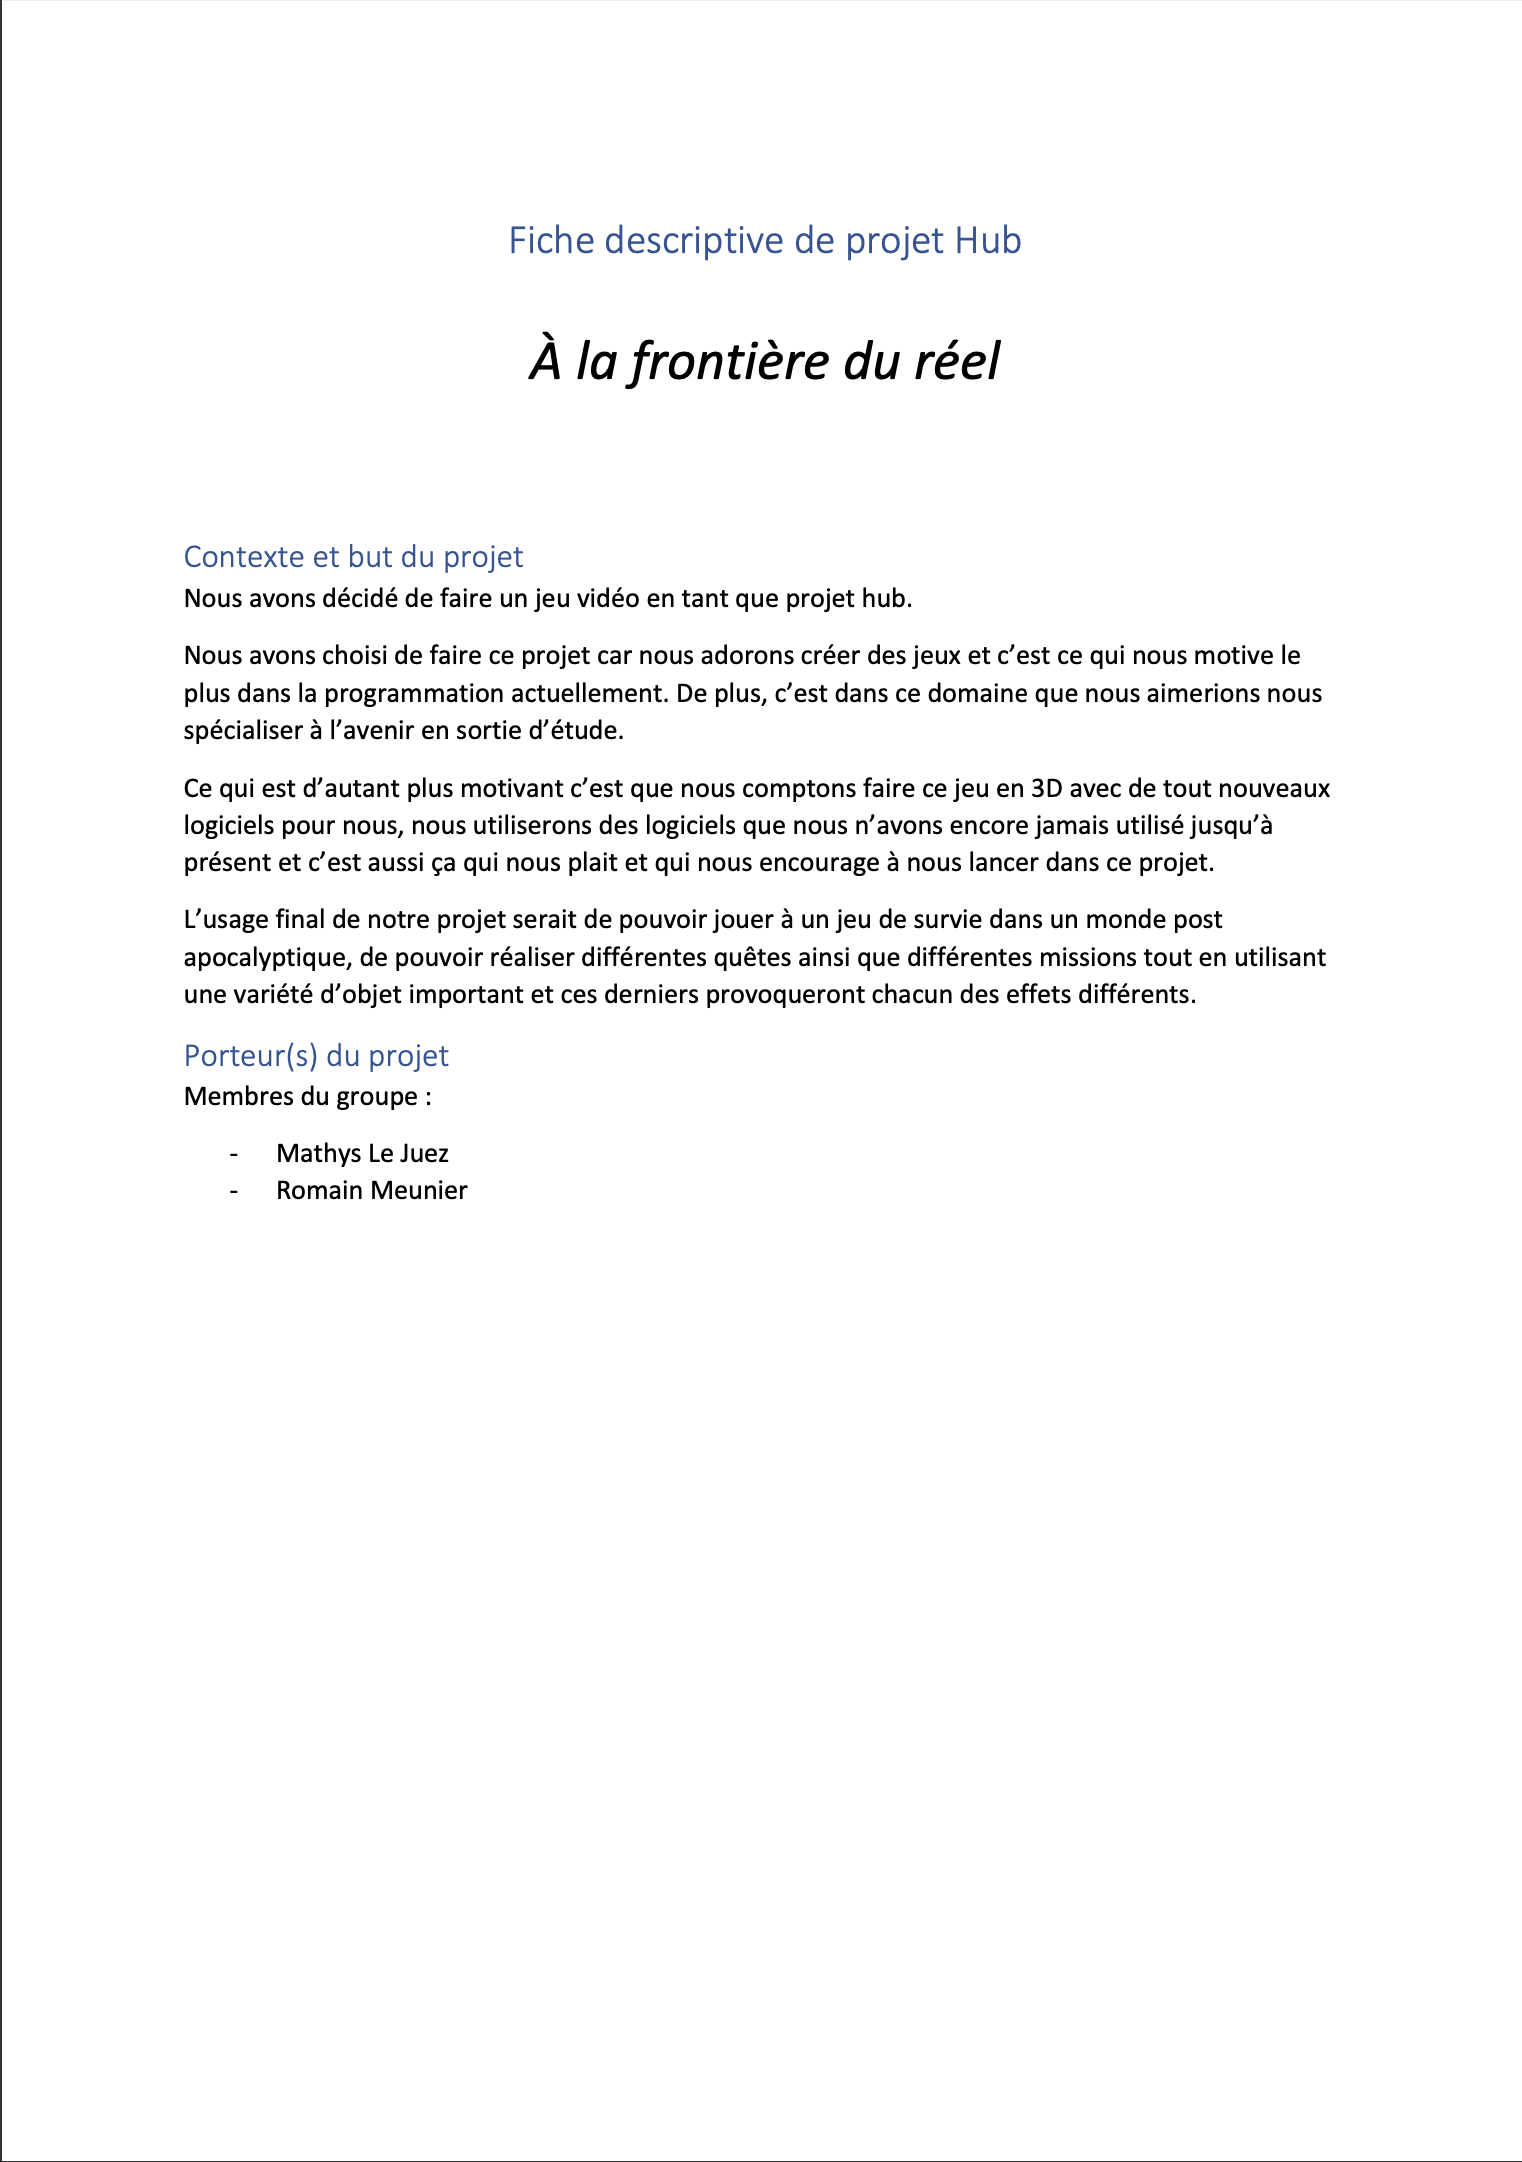 Fiche descriptive de projet Hub
À la frontière du réel
Contexte et but du projet
Nous avons décidé de faire un jeu vidéo en tant que projet hub.
Nous avons choisi de faire ce projet car nous adorons créer des jeux et c’est ce qui nous motive le
plus dans la programmation actuellement. De plus, c’est dans ce domaine que nous aimerions nous
spécialiser à l’avenir en sortie d’étude.
Ce qui est d’autant plus motivant c’est que nous comptons faire ce jeu en 3D avec de tout nouveaux
logiciels pour nous, nous utiliserons des logiciels que nous n’avons encore jamais utilisé jusqu’à
présent et c’est aussi ça qui nous plait et qui nous encourage à nous lancer dans ce projet.
L’usage final de notre projet serait de pouvoir jouer à un jeu de survie dans un monde post
apocalyptique, de pouvoir réaliser différentes quêtes ainsi que différentes missions tout en utilisant
une variété d’objet important et ces derniers provoqueront chacun des effets différents.
Porteur(s) du projet
Membres du groupe :
- Mathys Le Juez
- Romain Meunier